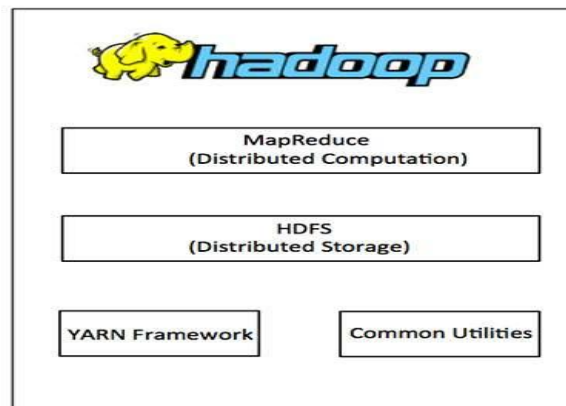 hadoop
MapReduce
(Distributed Computation)
HDFS
(Distributed Storage)
YARN Framework
Common Utilities